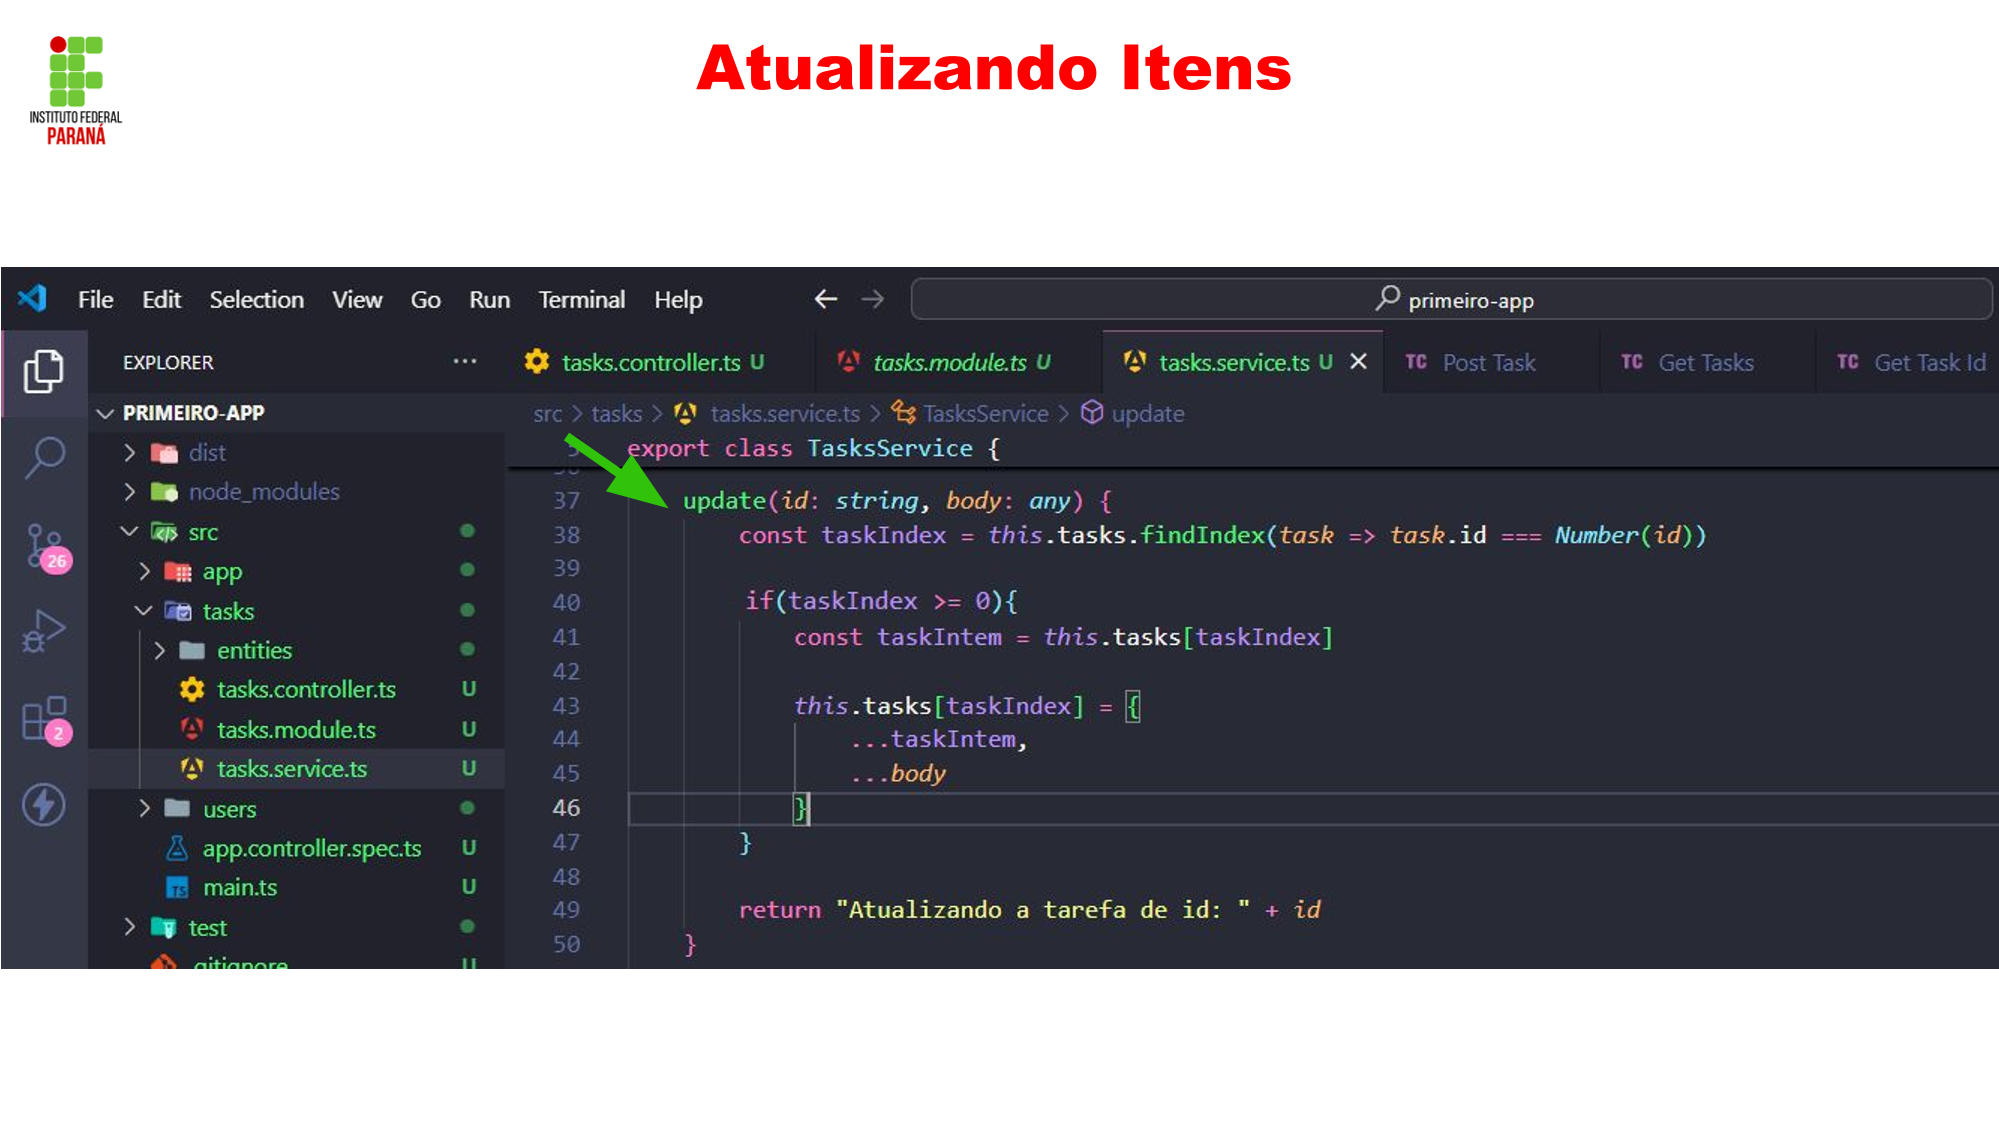 INSTITUTO FEDERAL
PARANÁ
Atualizando Itens
File Edit Selection View Go Run Terminal Help
primeiro-app
EXPLORER
tasks.controller.ts U
tasks.module.ts U
tasks.service.ts U
TC Post Task
TC Get Tasks
TC Get Task Id
PRIMEIRO-APP
dist
node_modules
src
app
tasks
entities
tasks.controller.ts U
tasks.module.ts U
tasks.service.ts U
users
app.controller.spec.ts U
main.ts U
test
.gitignore U
26
2
src > tasks > tasks.service.ts > TasksService > update
5 export class TasksService {
37 update(id: string, body: any) {
38 const taskIndex = this.tasks.findIndex(task => task.id === Number(id))
39
40 if(taskIndex >= 0){
41 const taskIntem = this.tasks[taskIndex]
42
43 this.tasks[taskIndex] = {
44 ...taskIntem,
45 ...body
46 }
47 }
48
49 return "Atualizando a tarefa de id: " + id
50 }